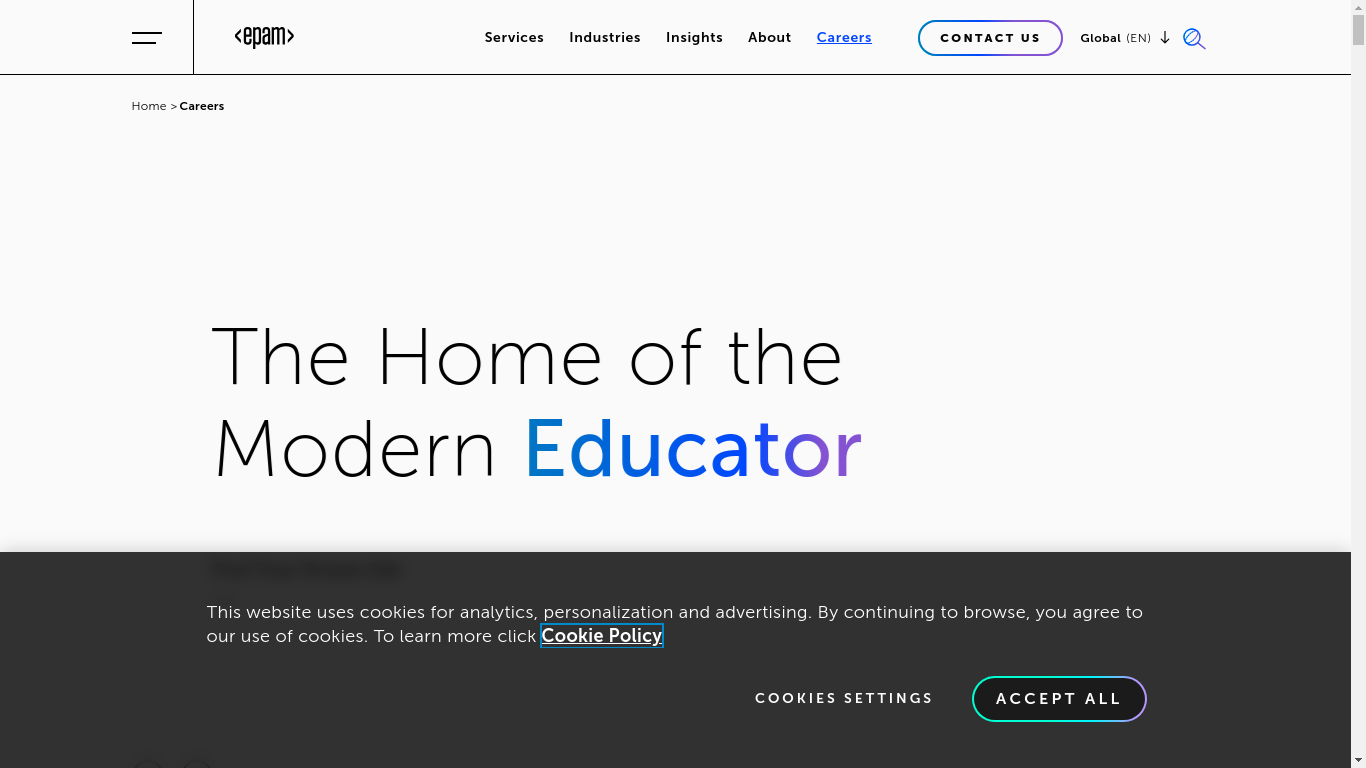 <epam>
Services Industries Insights About Careers CONTACT US Global (EN)
Home > Careers
The Home of the
Modern Educator
This website uses cookies for analytics, personalization and advertising. By continuing to browse, you agree to
our use of cookies. To learn more click Cookie Policy
COOKIES SETTINGS ACCEPT ALL